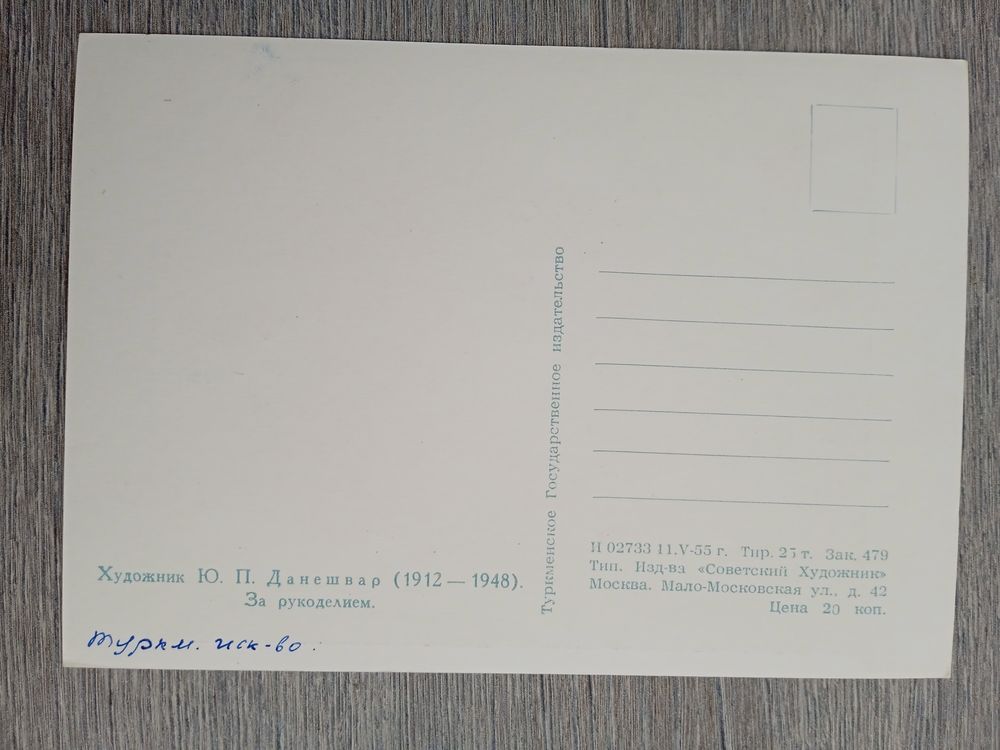 Художник Ю. П. Данешвар (1912—1948).
За рукоделием.
Туркм. иск-во.
Туркменское Государственное издательство
И 02733 11.V-55 г. Тир. 25 т. Зак. 479
Тип. Изд-ва «Советский Художник»
Москва. Мало-Московская ул., д. 42
Цена 20 коп.